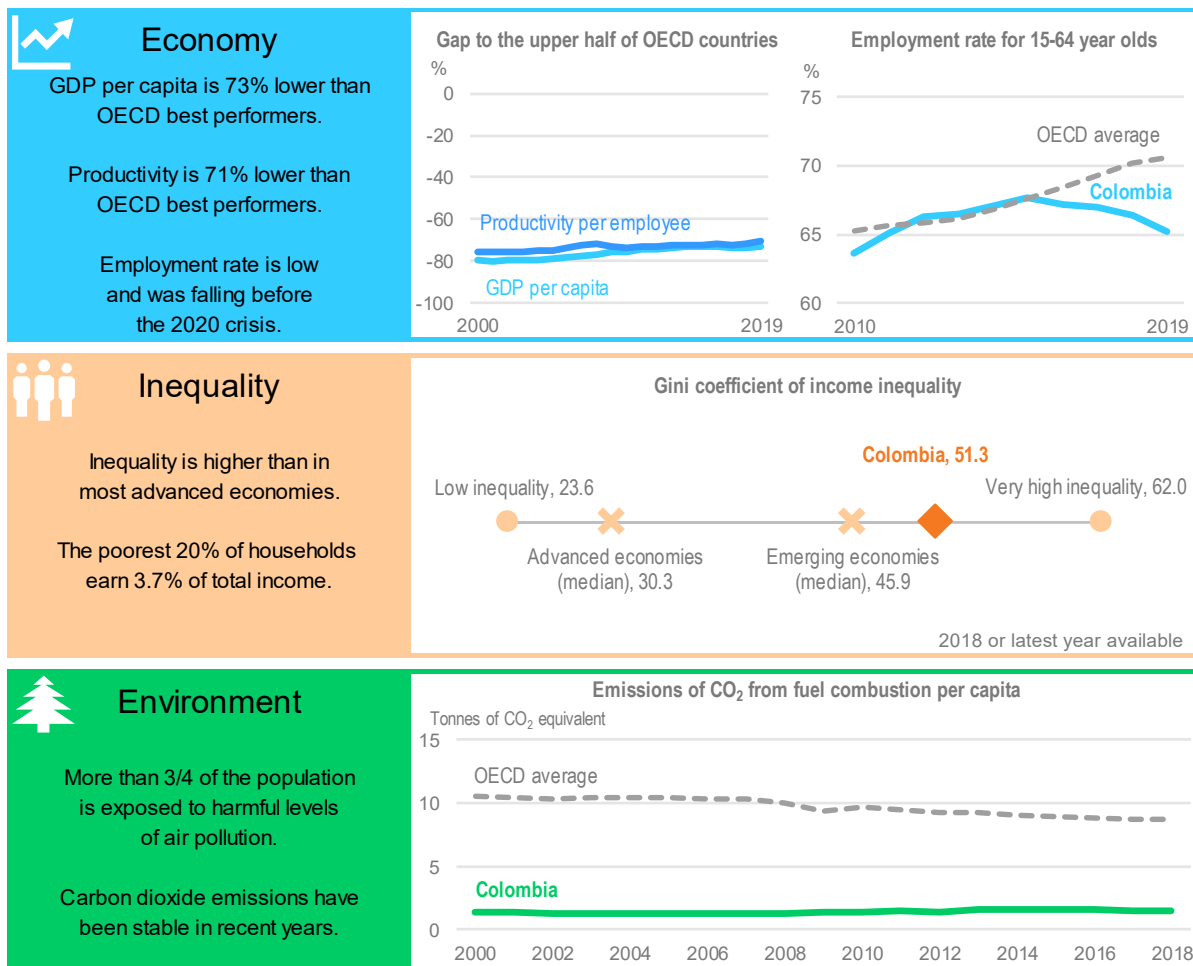 Economy
GDP per capita is 73% lower than
OECD best performers.
Productivity is 71% lower than
OECD best performers.
Employment rate is low
and was falling before
the 2020 crisis.
Gap to the upper half of OECD countries
%
0
-20
-40
-60
-80
-100
Productivity per employee
GDP per capita
2000
2019
Employment rate for 15-64 year olds
%
75
70
65
60
OECD average
Colombia
2010
2019
Inequality
Inequality is higher than in
most advanced economies.
The poorest 20% of households
earn 3.7% of total income.
Gini coefficient of income inequality
Colombia, 51.3
Low inequality, 23.6
Very high inequality, 62.0
Advanced economies
(median), 30.3
Emerging economies
(median), 45.9
2018 or latest year available
Environment
More than 3/4 of the population
is exposed to harmful levels
of air pollution.
Carbon dioxide emissions have
been stable in recent years.
Emissions of CO₂ from fuel combustion per capita
Tonnes of CO₂ equivalent
15
10
5
0
OECD average
Colombia
2000 2002 2004 2006 2008 2010 2012 2014 2016 2018